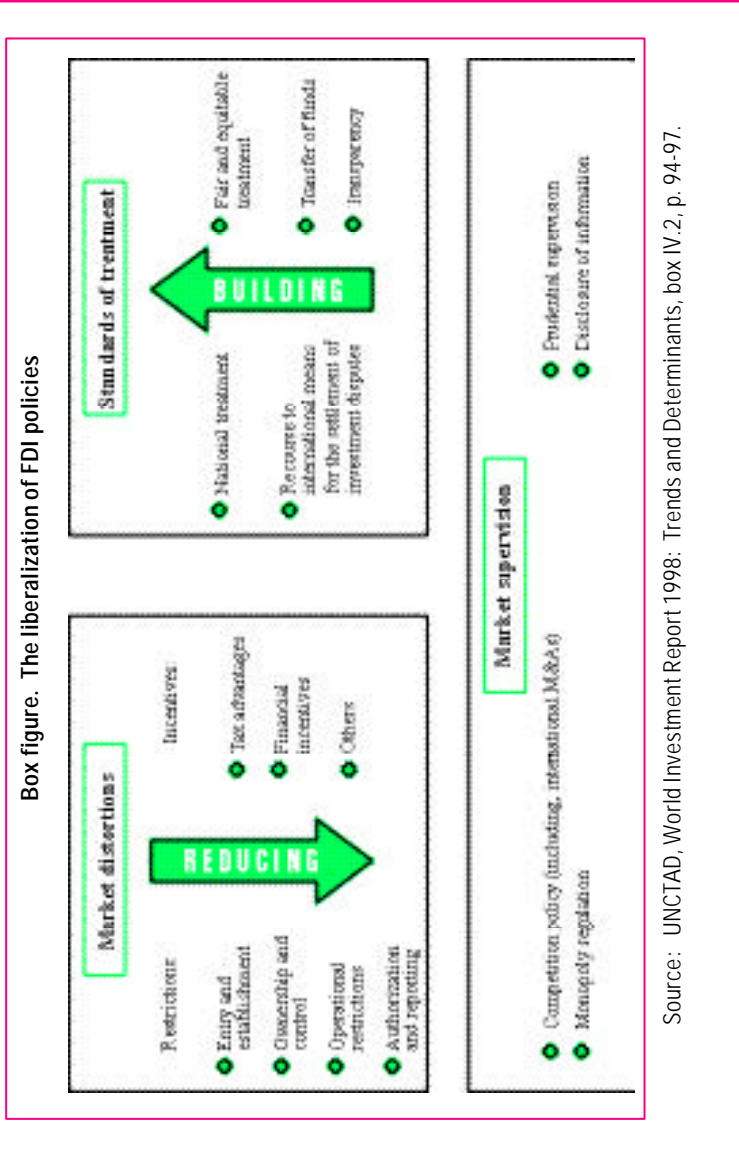 Box figure. The liberalization of FDI policies
Market distortions
Restrictions:
Entry and
establishment
Ownership and
control
Operational
restrictions
Authorization
and reporting
REDUCING
Incentives:
Tax advantages
Financial
incentives
Others
Standards of treatment
National treatment
Recourse to
international means
for the settlement of
investment disputes
BUILDING
Fair and equitable
treatment
Transfer of funds
Transparency
Market supervision
Competition policy (including, international M&As)
Monopoly regulation
Prudential supervision
Disclosure of information
Source: UNCTAD, World Investment Report 1998: Trends and Determinants, box IV.2, p. 94-97.